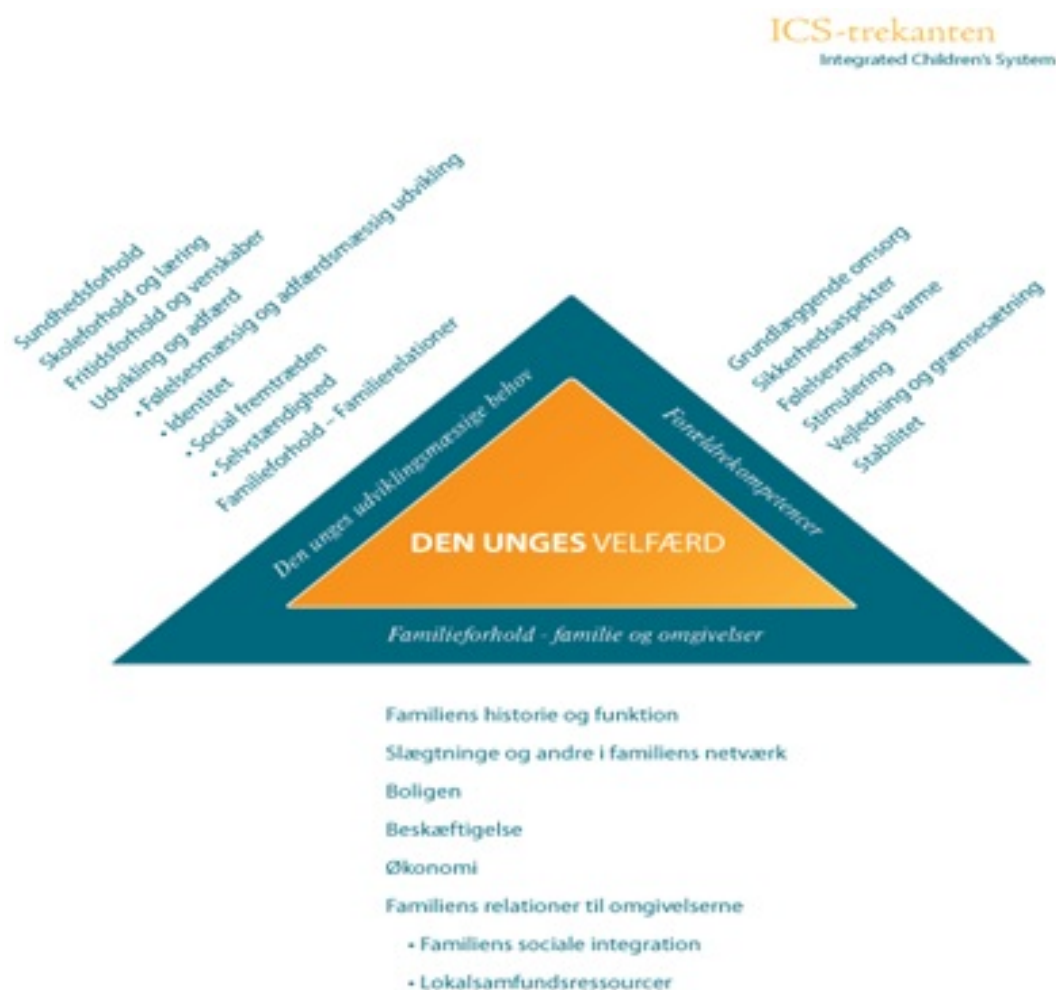 ICS-trekanten
Integrated Children's System
Sundhedsforhold
Skoleforhold og læring
Fritidsforhold og venskaber
Udvikling og adfærd
• Følelsesmæssig og adfærdsmæssig udvikling
• Identitet
• Social fremtræden
• Selvstændighed
Familieforhold – Familierelationer
Den unges udviklingsmæssige behov
Grundlæggende omsorg
Sikkerhedsaspekter
Følelsesmæssig varme
Stimulering
Vejledning og grænsesætning
Stabilitet
Forældrekompetencer
DEN UNGES VELFÆRD
Familieforhold - familie og omgivelser
Familiens historie og funktion
Slægtninge og andre i familiens netværk
Boligen
Beskæftigelse
Økonomi
Familiens relationer til omgivelserne
• Familiens sociale integration
• Lokalsamfundsressourcer